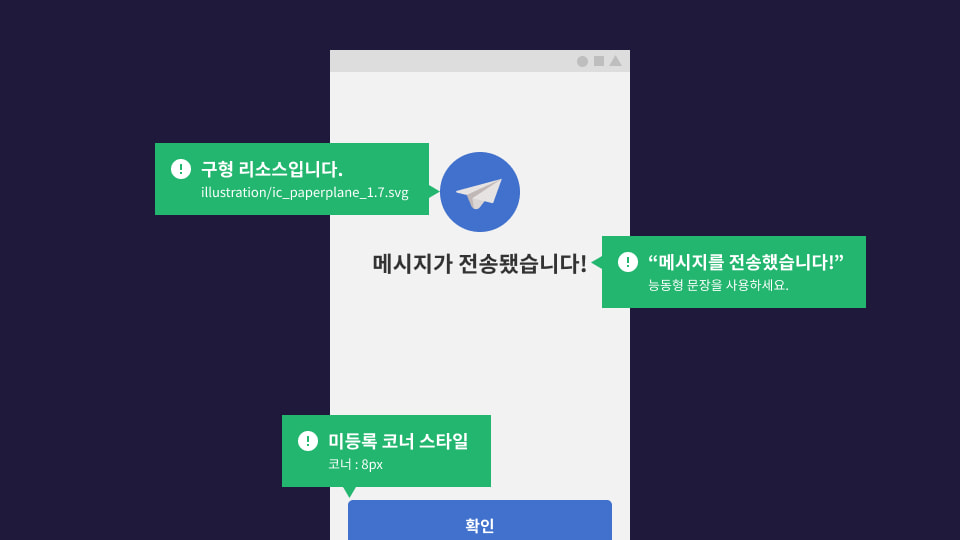 구형 리소스입니다.
illustration/ic_paperplane_1.7.svg
메시지가 전송됐습니다!
“메시지를 전송했습니다!”
능동형 문장을 사용하세요.
미등록 코너 스타일
코너 : 8px
확인